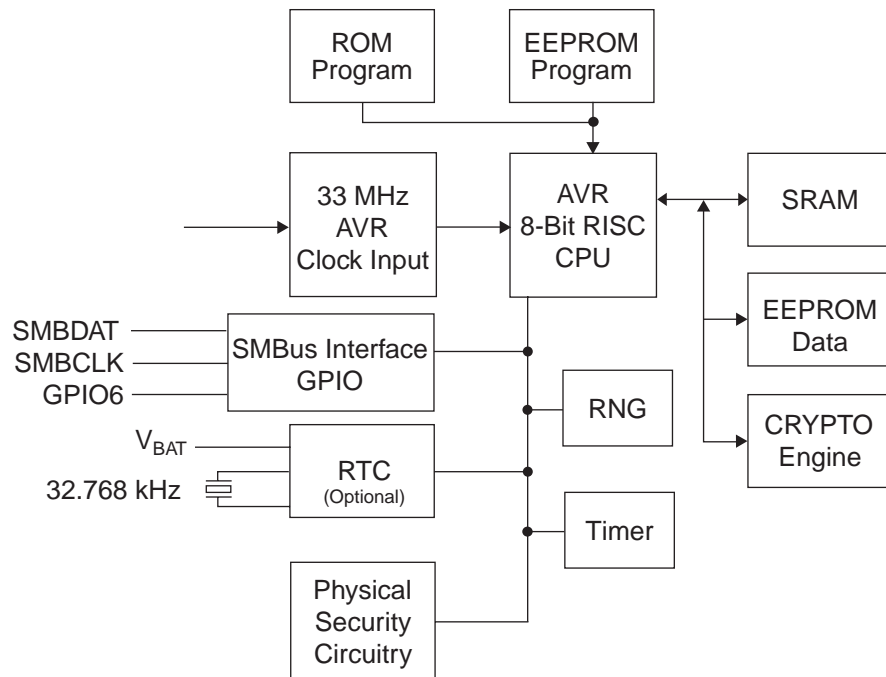 ROM
Program
EEPROM
Program
33 MHz
AVR
Clock Input
AVR
8-Bit RISC
CPU
SRAM
EEPROM
Data
CRYPTO
Engine
SMBDAT
SMBCLK
GPIO6
SMBus Interface
GPIO
RNG
VBAT
32.768 kHz
RTC
(Optional)
Timer
Physical
Security
Circuitry